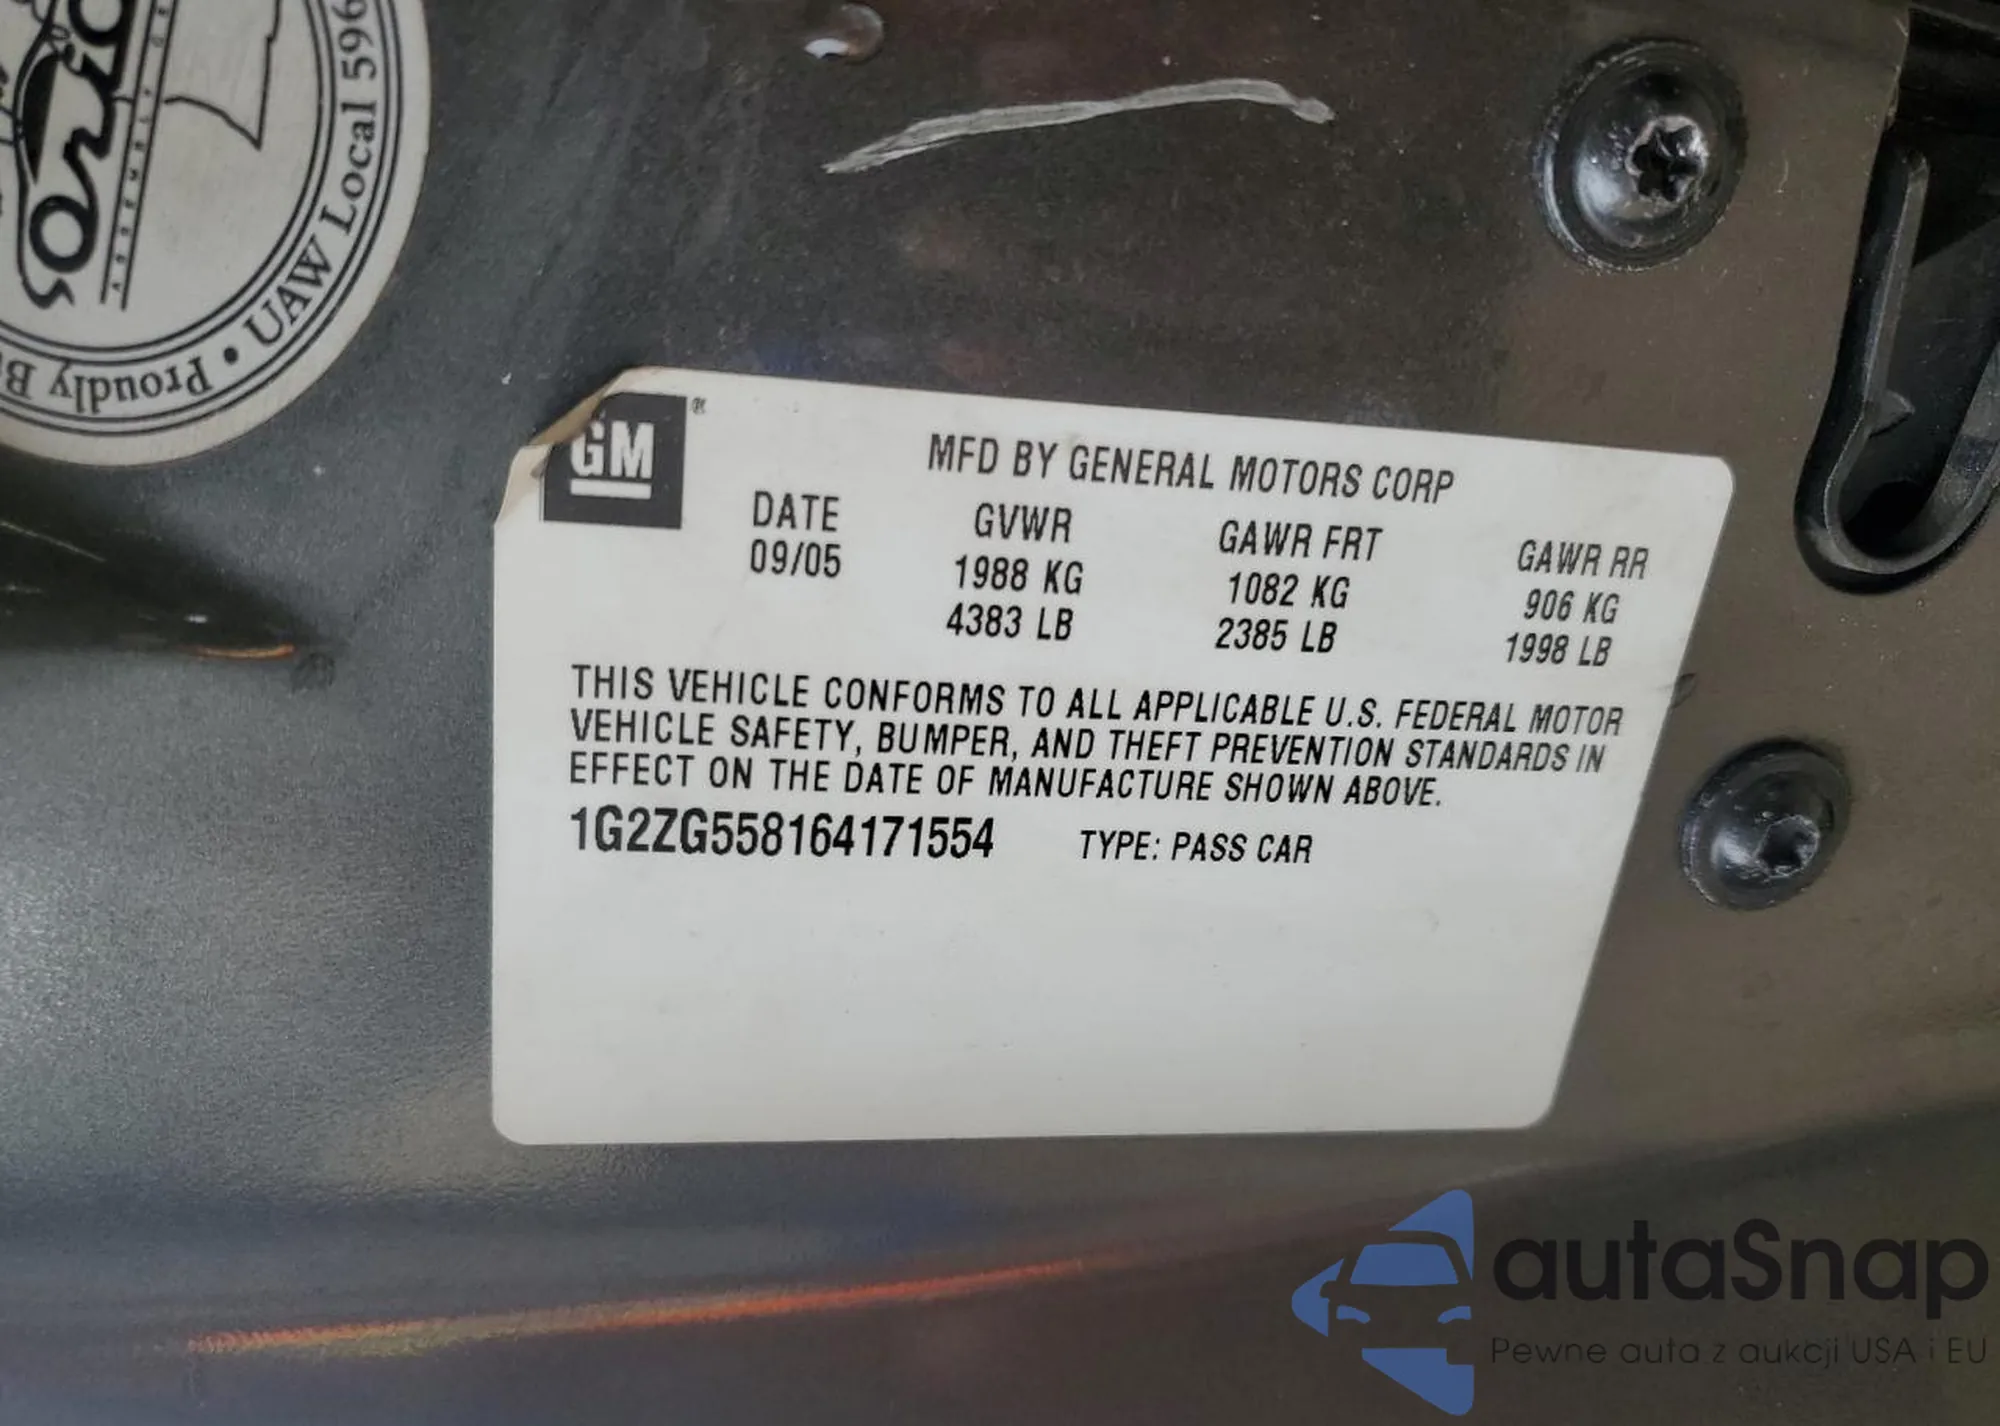 UAW Local 596
• Proudly
GM®
MFD BY GENERAL MOTORS CORP
DATE GVWR GAWR FRT GAWR RR
09/05 1988 KG 1082 KG 906 KG
4383 LB 2385 LB 1998 LB
THIS VEHICLE CONFORMS TO ALL APPLICABLE U.S. FEDERAL MOTOR
VEHICLE SAFETY, BUMPER, AND THEFT PREVENTION STANDARDS IN
EFFECT ON THE DATE OF MANUFACTURE SHOWN ABOVE.
1G2ZG558164171554 TYPE: PASS CAR
autaSnap
Pewne auta z aukcji USA i EU